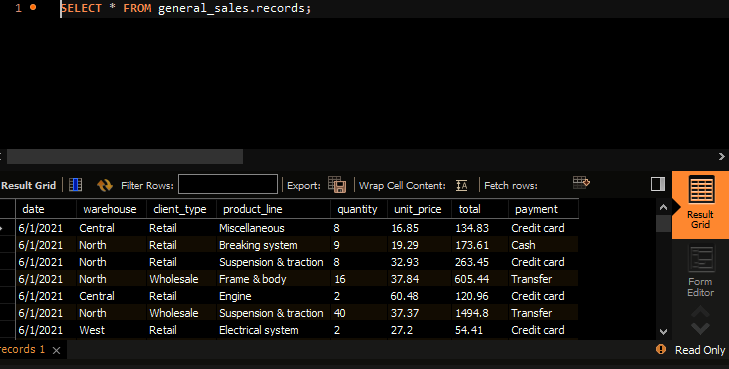 1 SELECT * FROM general_sales.records;
Result Grid Filter Rows: Export: Wrap Cell Content: Fetch rows:
date warehouse client_type product_line quantity unit_price total payment
6/1/2021 Central Retail Miscellaneous 8 16.85 134.83 Credit card
6/1/2021 North Retail Breaking system 9 19.29 173.61 Cash
6/1/2021 North Retail Suspension & traction 8 32.93 263.45 Credit card
6/1/2021 North Wholesale Frame & body 16 37.84 605.44 Transfer
6/1/2021 Central Retail Engine 2 60.48 120.96 Credit card
6/1/2021 North Wholesale Suspension & traction 40 37.37 1494.8 Transfer
6/1/2021 West Retail Electrical system 2 27.2 54.41 Credit card
Result
Grid
Form
Editor
records 1
Read Only